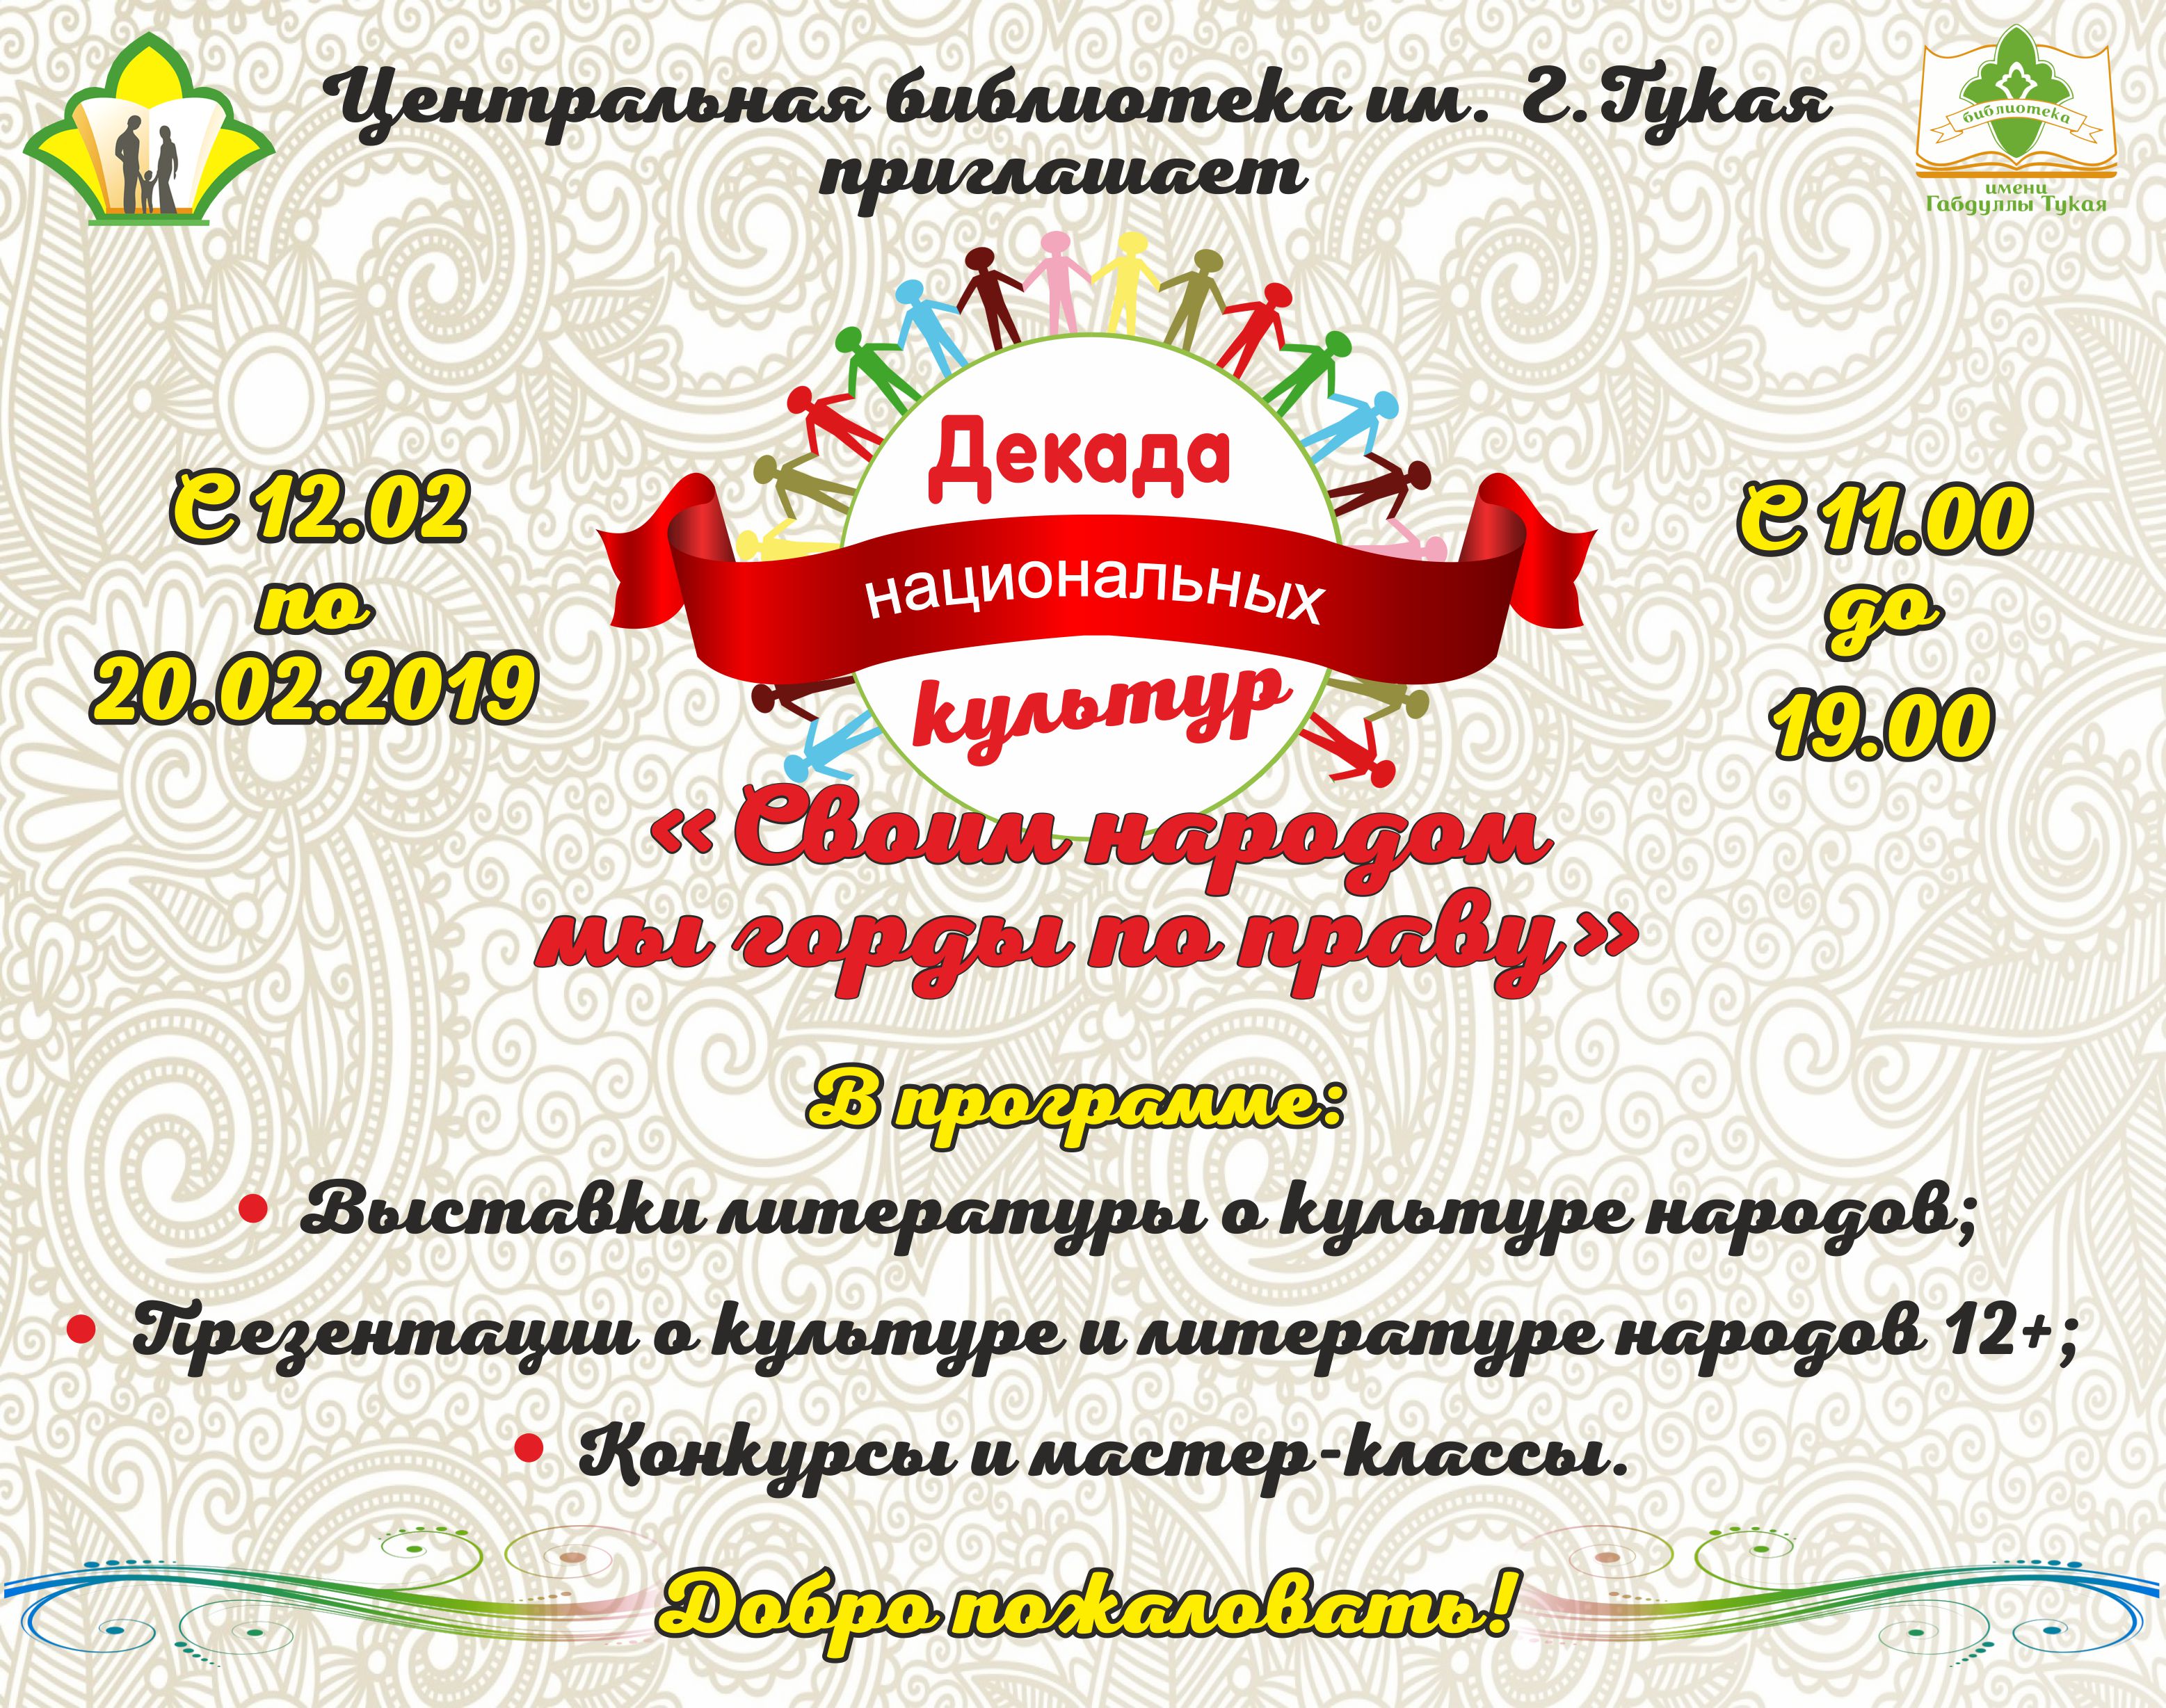 Центральная библиотека им. Г.Тукая
приглашает
библиотека
имени
Габдуллы Тукая
Декада
национальных
культур
С 12.02
по
20.02.2019
С 11.00
до
19.00
«Своим народом
мы горды по праву»
В программе:
• Выставки литературы о культуре народов;
• Презентации о культуре и литературе народов 12+;
• Конкурсы и мастер-классы.
Добро пожаловать!